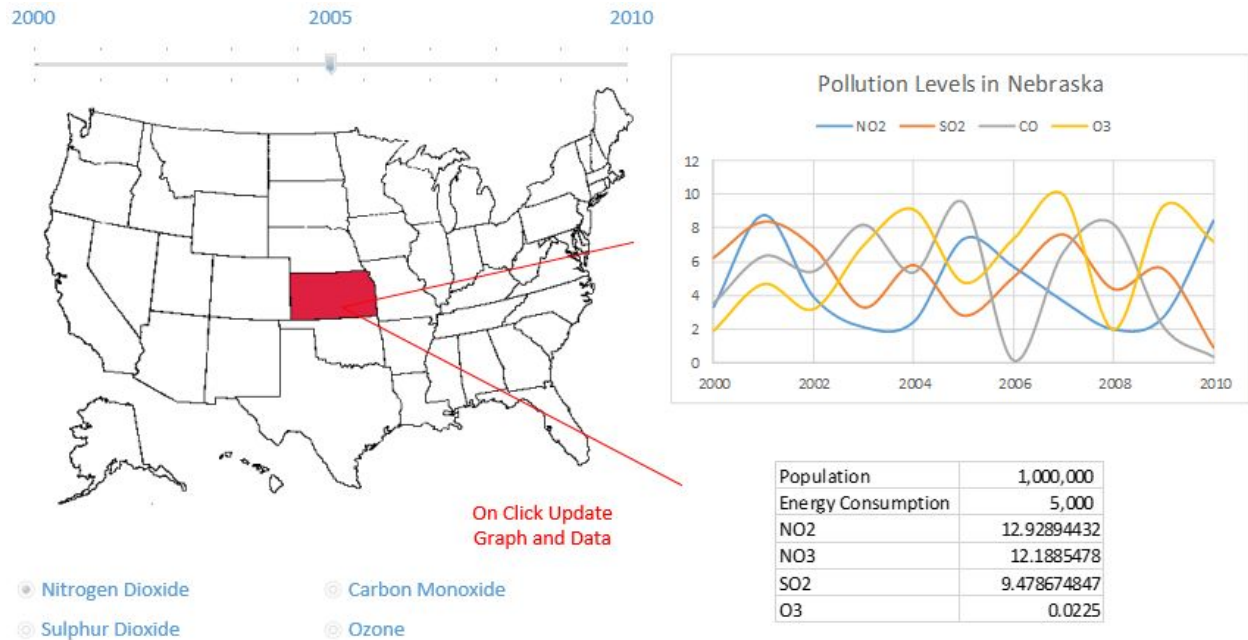 2000 2005 2010
Pollution Levels in Nebraska
NO2 SO2 CO O3
12
10
8
6
4
2
0
2000 2002 2004 2006 2008 2010
On Click Update
Graph and Data
Population 1,000,000
Energy Consumption 5,000
NO2 12.92894432
NO3 12.1885478
SO2 9.478674847
O3 0.0225
Nitrogen Dioxide Carbon Monoxide
Sulphur Dioxide Ozone